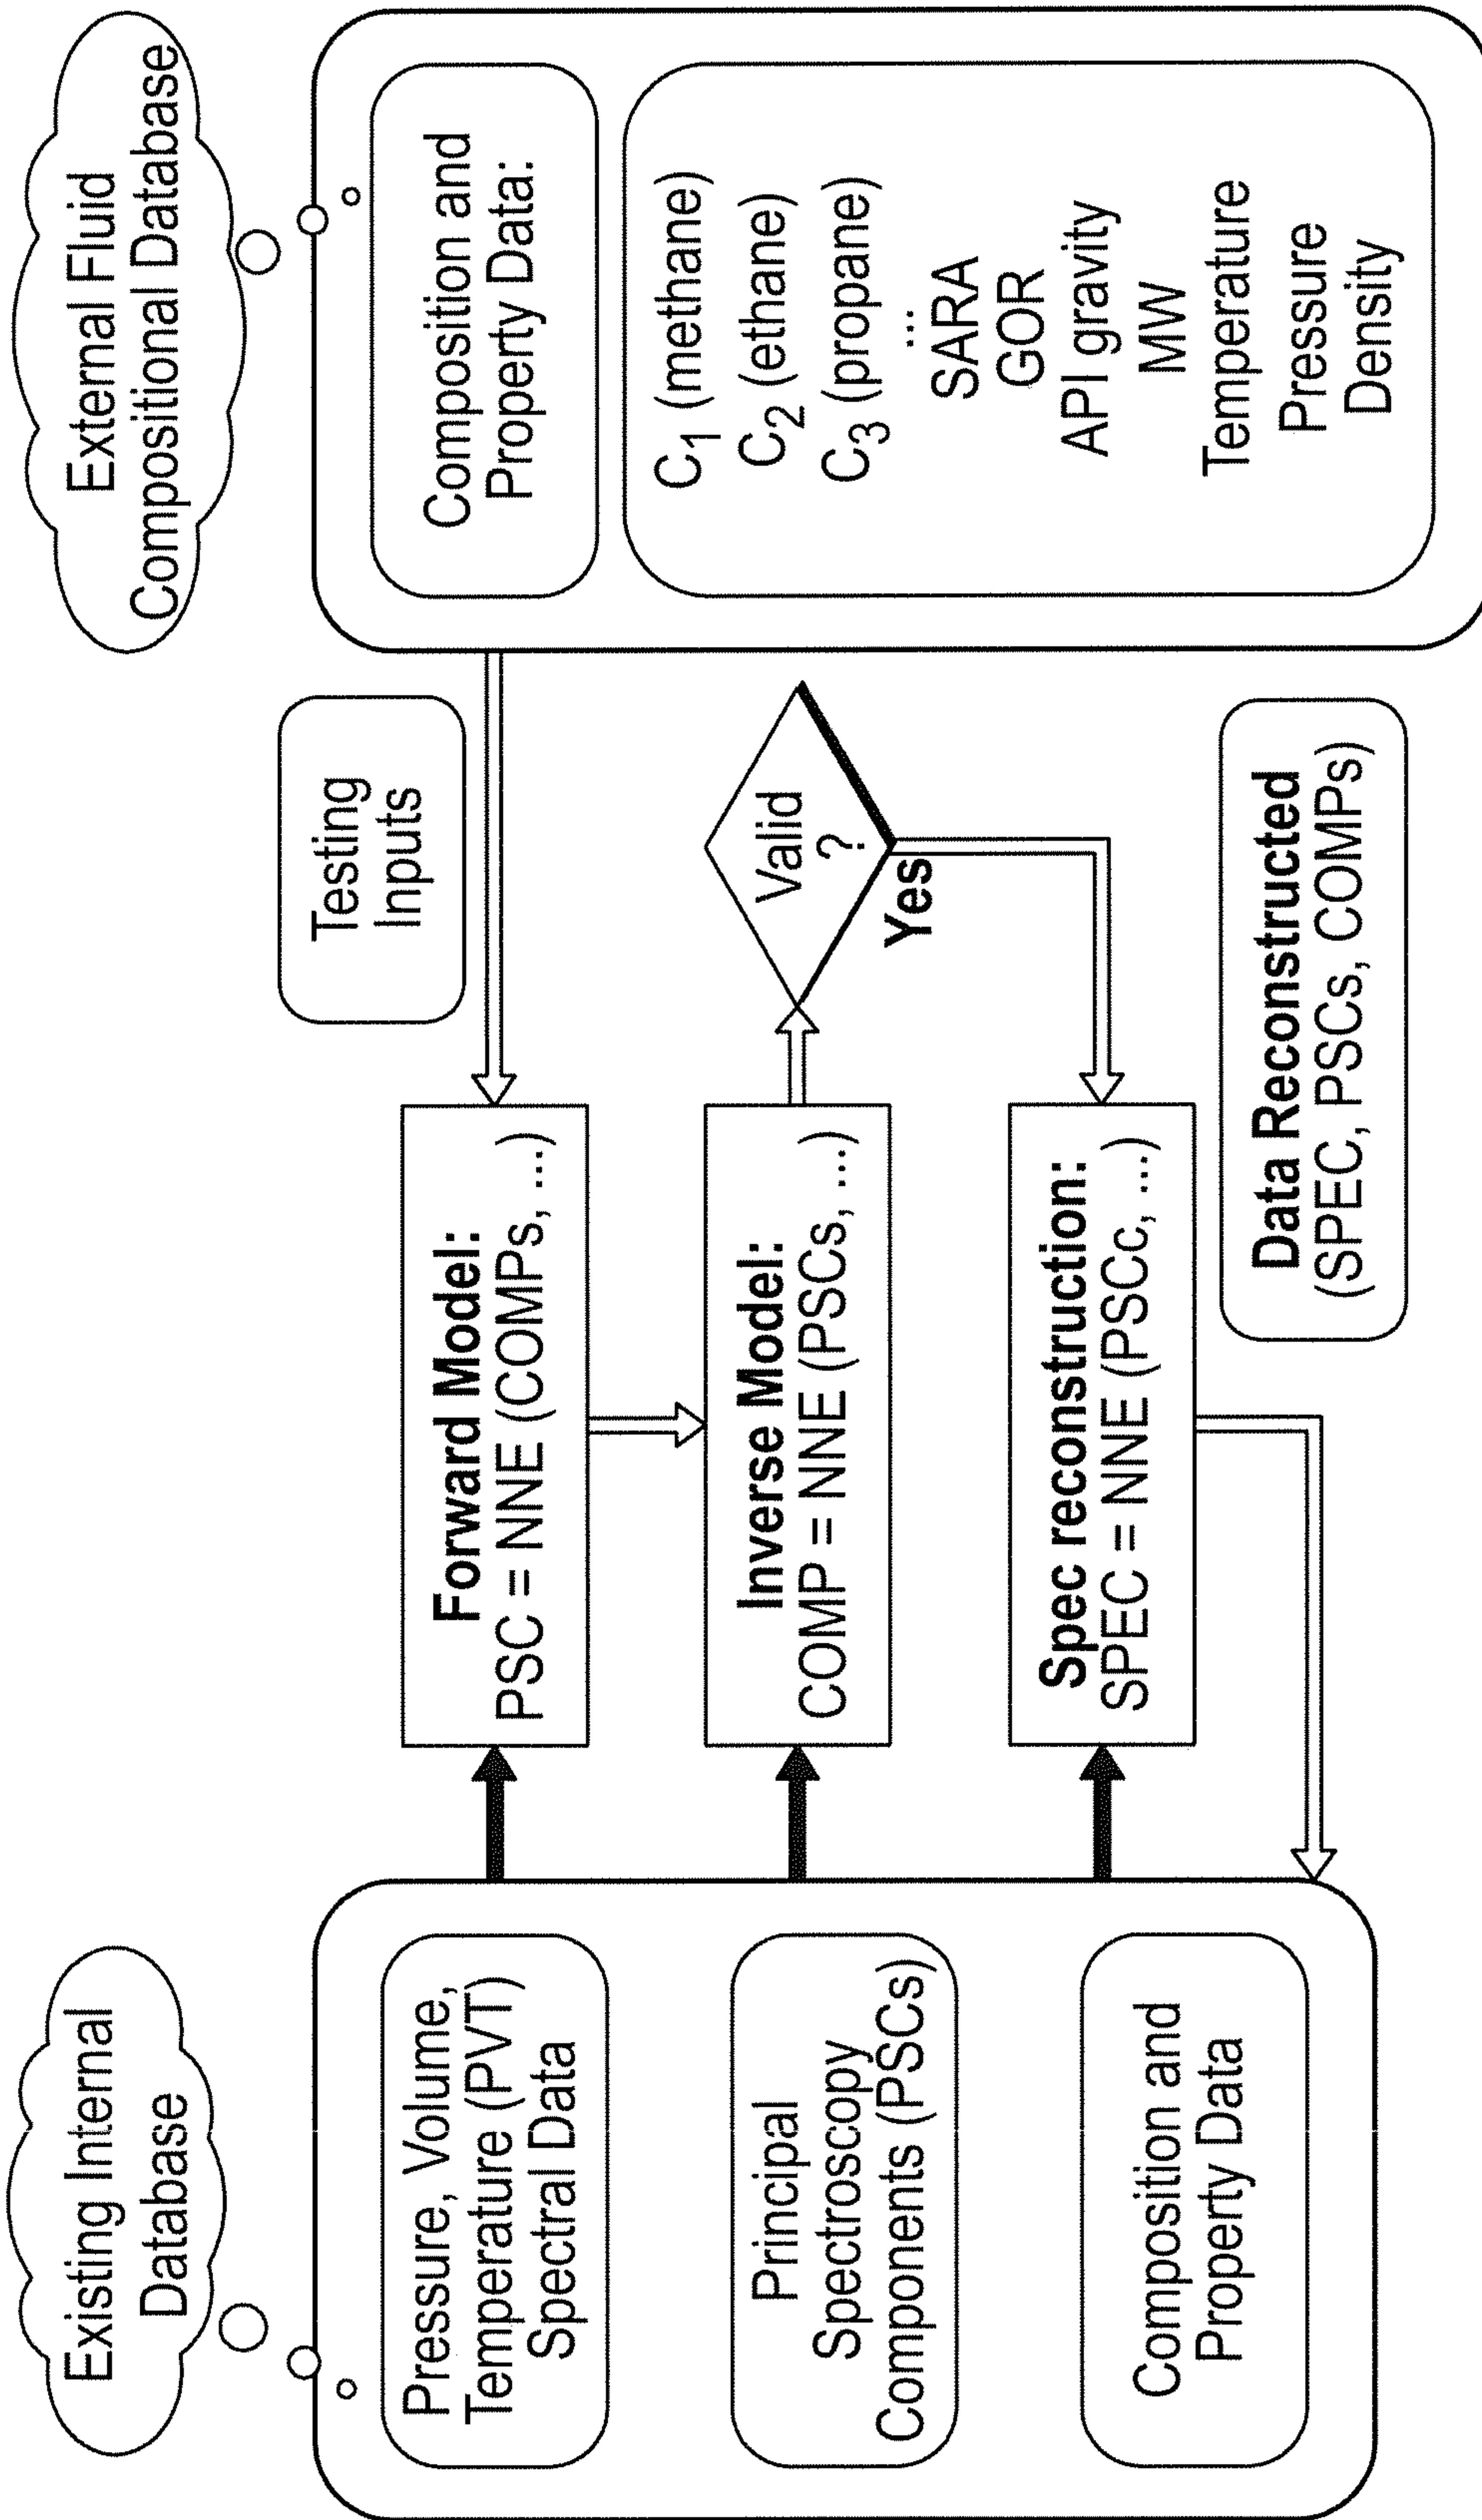 Existing Internal
Database
Pressure, Volume,
Temperature (PVT)
Spectral Data
Principal
Spectroscopy
Components (PSCs)
Composition and
Property Data
Forward Model:
PSC = NNE (COMPs, ...)
Inverse Model:
COMP = NNE (PSCs, ...)
Spec reconstruction:
SPEC = NNE (PSCc, ...)
Testing
Inputs
Valid
?
Yes
Data Reconstructed
(SPEC, PSCs, COMPs)
External Fluid
Compositional Database
Composition and
Property Data:
C1 (methane)
C2 (ethane)
C3 (propane)
...
SARA
GOR
API gravity
MW
Temperature
Pressure
Density